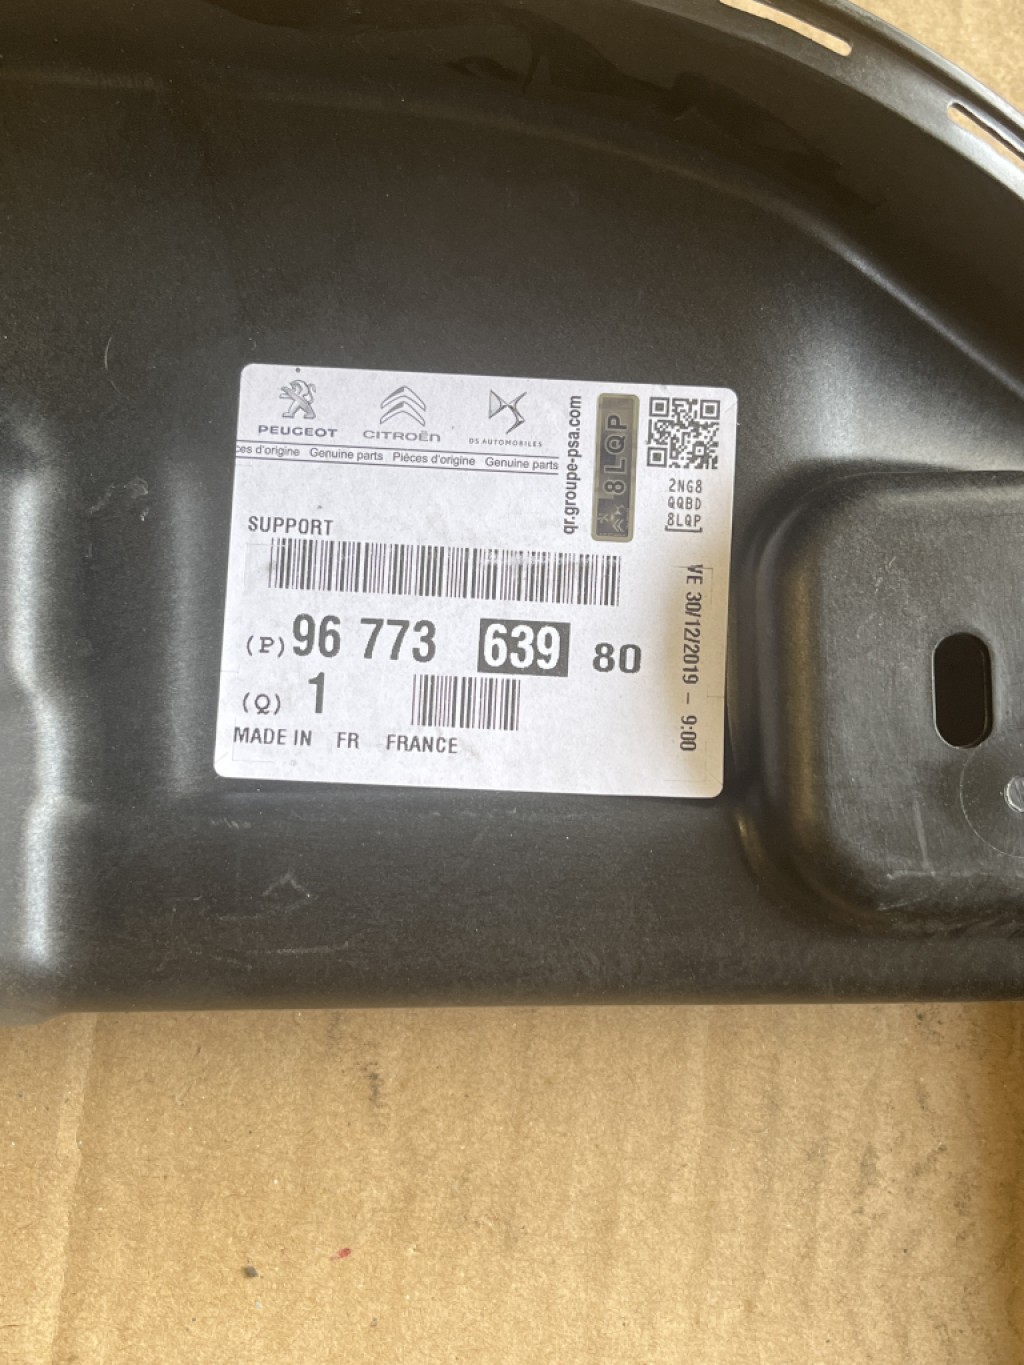 PEUGEOT CITROËN DS AUTOMOBILES
ces d'origine Genuine parts Pièces d'origine Genuine parts
qr.groupe-psa.com
8LQP
2NG8
QQBD
8LQP
SUPPORT
(P) 96 773 639 80
(Q) 1
MADE IN FR FRANCE
VE 30/12/2019 - 9:00